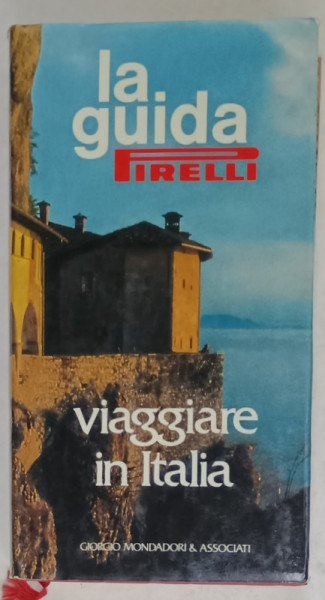 la
guida
PIRELLI
viaggiare
in Italia
GIORGIO MONDADORI & ASSOCIATI